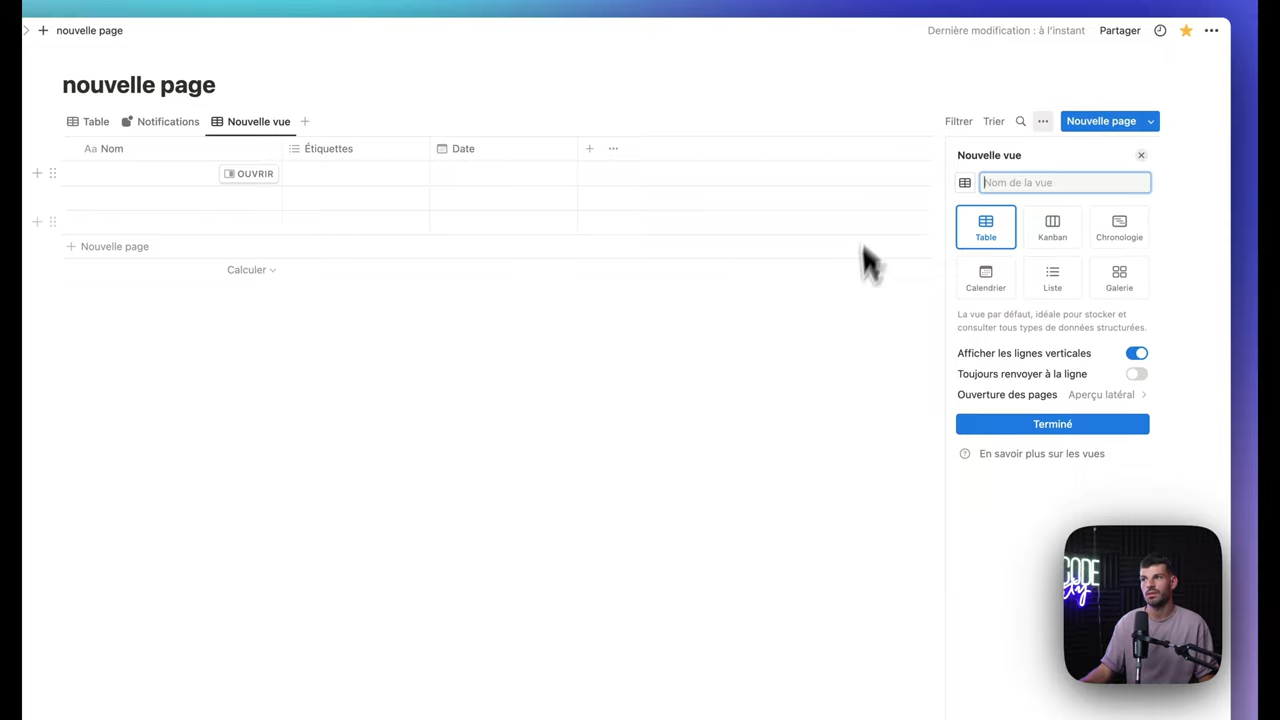 nouvelle page
Dernière modification : à l'instant
Partager
nouvelle page
Table
Notifications
Nouvelle vue
Filtrer
Trier
Nouvelle page
Aa Nom
Étiquettes
Date
OUVRIR
Nouvelle page
Calculer
Nouvelle vue
Nom de la vue
Table
Kanban
Chronologie
Calendrier
Liste
Galerie
La vue par défaut, idéale pour stocker et
consulter tous types de données structurées.
Afficher les lignes verticales
Toujours renvoyer à la ligne
Ouverture des pages
Aperçu latéral
Terminé
En savoir plus sur les vues
CODE